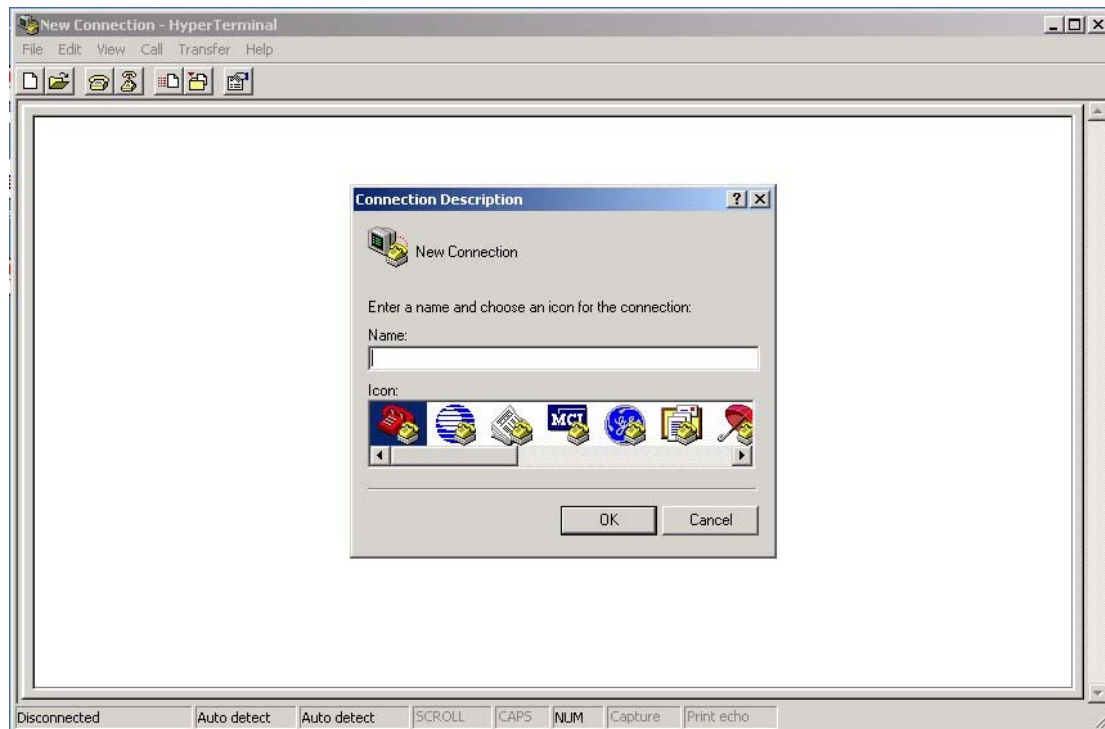 New Connection - HyperTerminal
File Edit View Call Transfer Help
Connection Description
New Connection
Enter a name and choose an icon for the connection:
Name:
Icon:
MCI
OK Cancel
Disconnected Auto detect Auto detect SCROLL CAPS NUM Capture Print echo